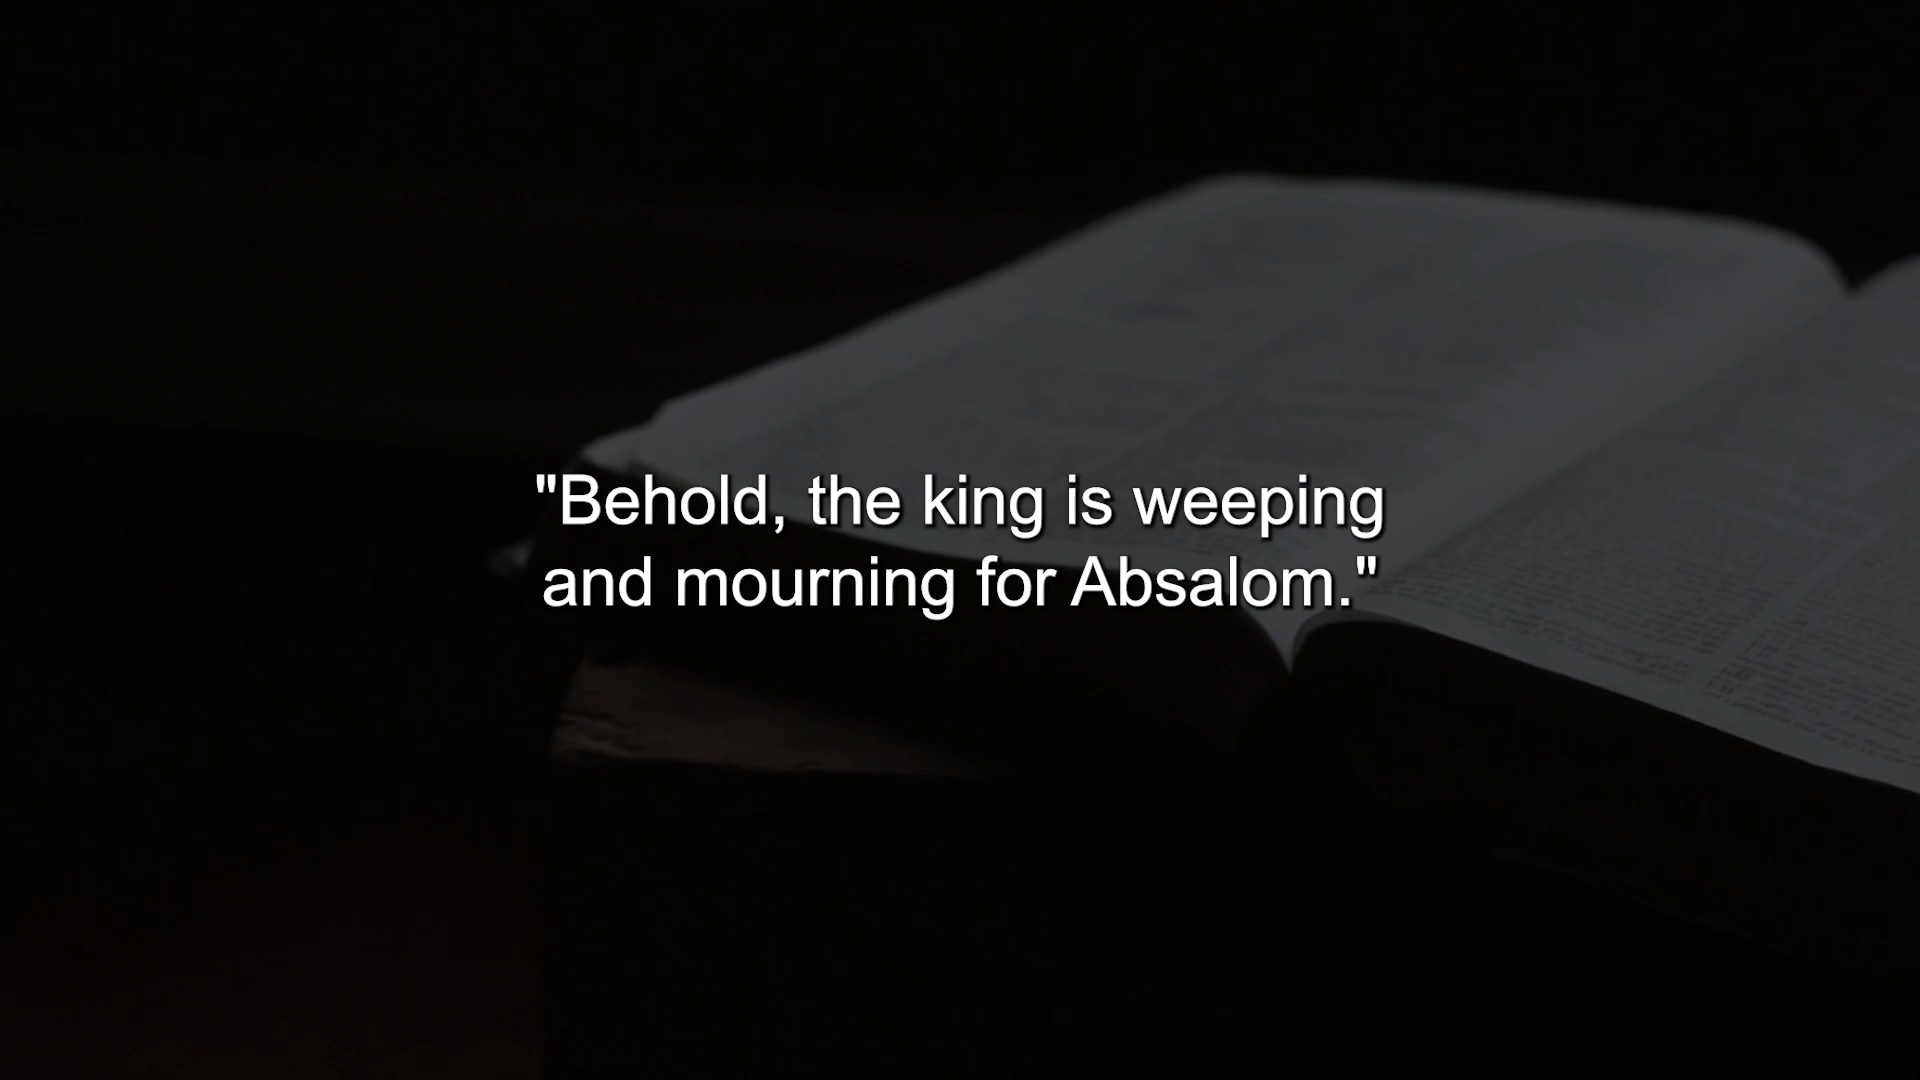 "Behold, the king is weeping
and mourning for Absalom."